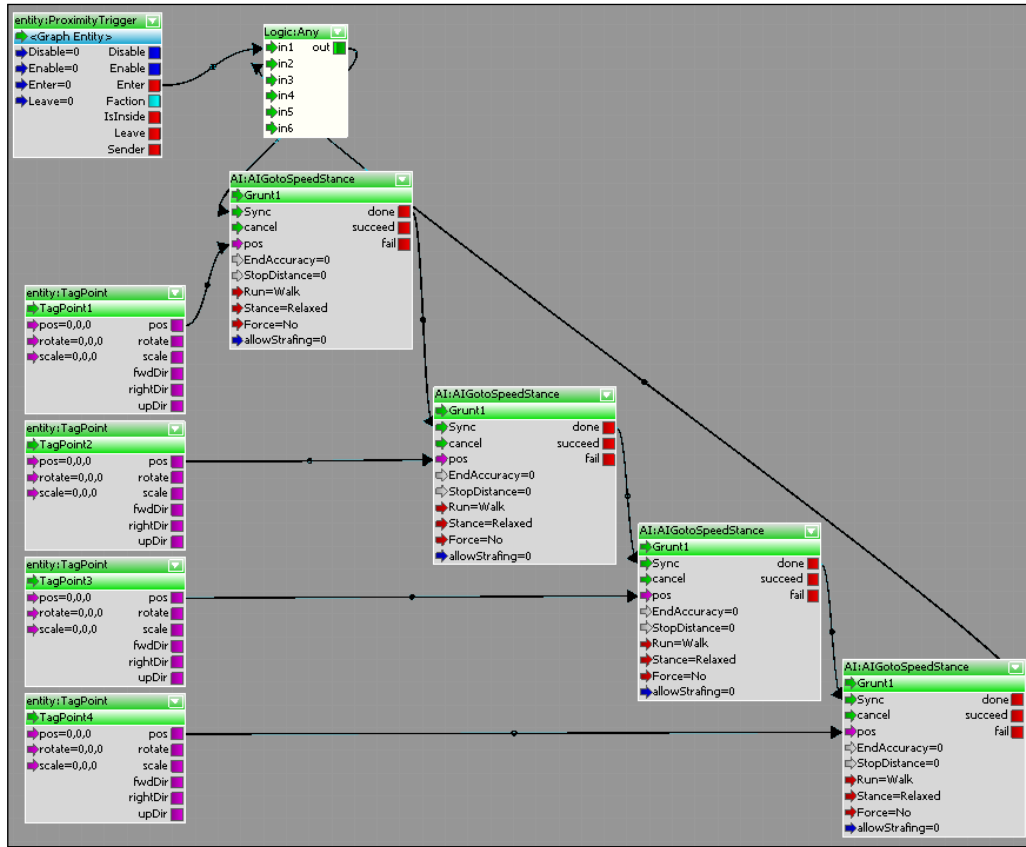 entity:ProximityTrigger
<Graph Entity>
Disable=0 Disable
Enable=0 Enable
Enter=0 Enter
Leave=0 Faction
IsInside
Leave
Sender
Logic:Any
in1 out
in2
in3
in4
in5
in6
AI:AIGotoSpeedStance
Grunt1
Sync done
cancel succeed
pos fail
EndAccuracy=0
StopDistance=0
Run=Walk
Stance=Relaxed
Force=No
allowStrafing=0
entity:TagPoint
TagPoint1
pos=0,0,0 pos
rotate=0,0,0 rotate
scale=0,0,0 scale
fwdDir
rightDir
upDir
AI:AIGotoSpeedStance
Grunt1
Sync done
cancel succeed
pos fail
EndAccuracy=0
StopDistance=0
Run=Walk
Stance=Relaxed
Force=No
allowStrafing=0
entity:TagPoint
TagPoint2
pos=0,0,0 pos
rotate=0,0,0 rotate
scale=0,0,0 scale
fwdDir
rightDir
upDir
AI:AIGotoSpeedStance
Grunt1
Sync done
cancel succeed
pos fail
EndAccuracy=0
StopDistance=0
Run=Walk
Stance=Relaxed
Force=No
allowStrafing=0
entity:TagPoint
TagPoint3
pos=0,0,0 pos
rotate=0,0,0 rotate
scale=0,0,0 scale
fwdDir
rightDir
upDir
AI:AIGotoSpeedStance
Grunt1
Sync done
cancel succeed
pos fail
EndAccuracy=0
StopDistance=0
Run=Walk
Stance=Relaxed
Force=No
allowStrafing=0
entity:TagPoint
TagPoint4
pos=0,0,0 pos
rotate=0,0,0 rotate
scale=0,0,0 scale
fwdDir
rightDir
upDir